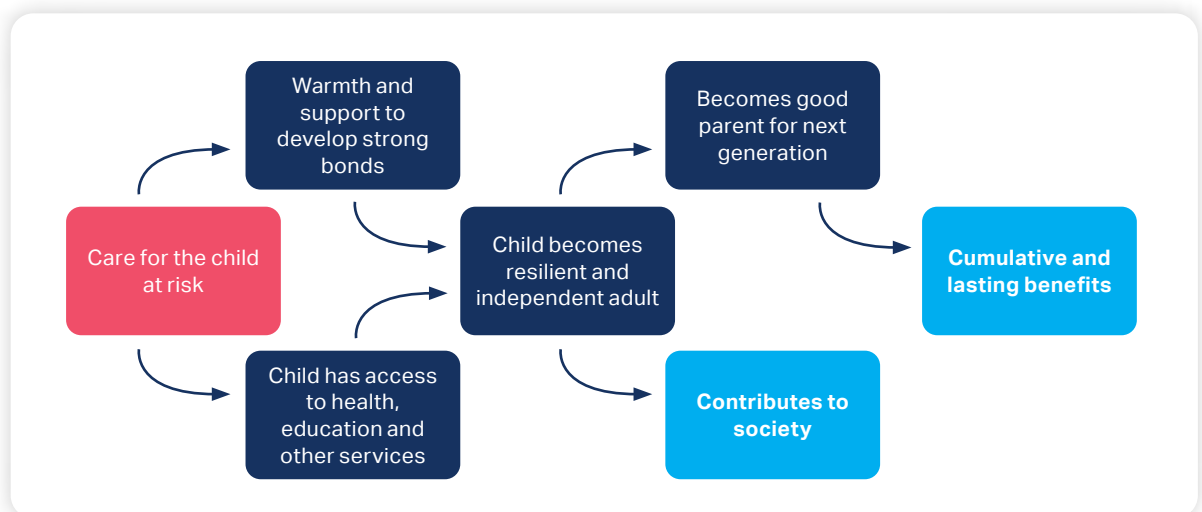 Warmth and
support to
develop strong
bonds
Becomes good
parent for next
generation
Care for the child
at risk
Child becomes
resilient and
independent adult
Cumulative and
lasting benefits
Child has access
to health,
education and
other services
Contributes to
society